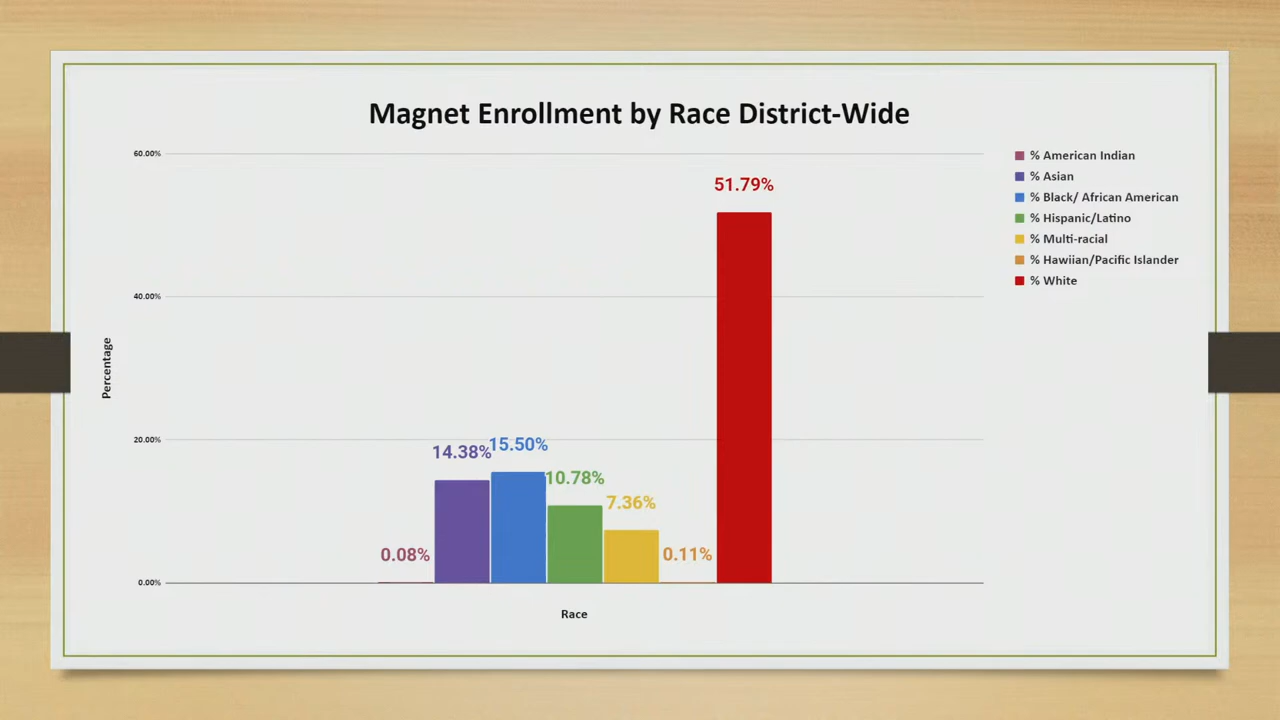 Magnet Enrollment by Race District-Wide
60.00%
40.00%
20.00%
0.00%
Percentage
0.08%
14.38%
15.50%
10.78%
7.36%
0.11%
51.79%
Race
% American Indian
% Asian
% Black/ African American
% Hispanic/Latino
% Multi-racial
% Hawiian/Pacific Islander
% White